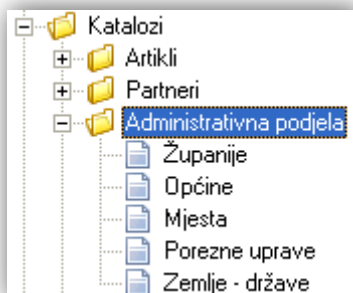 Katalozi
Artikli
Partneri
Administrativna podjela
Županije
Općine
Mjesta
Porezne uprave
Zemlje - države